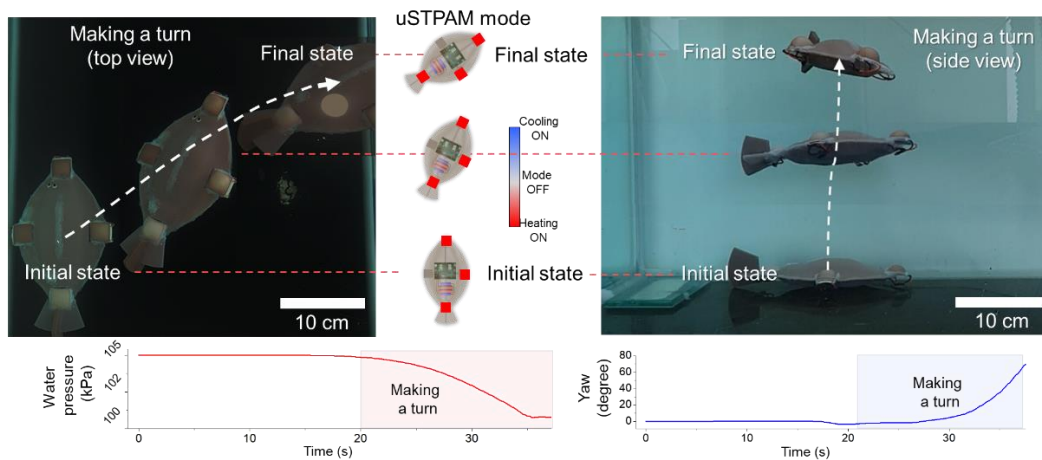 Making a turn
(top view)
Final state
Initial state
10 cm
uSTPAM mode
Final state
Cooling
ON
Mode
OFF
Heating
ON
Initial state
Final state
Making a turn
(side view)
Initial state
10 cm
Water
pressure
(kPa)
105
102
100
Making
a turn
0
10
20
30
Time (s)
Yaw
(degree)
80
60
40
20
0
Making
a turn
0
10
20
30
Time (s)